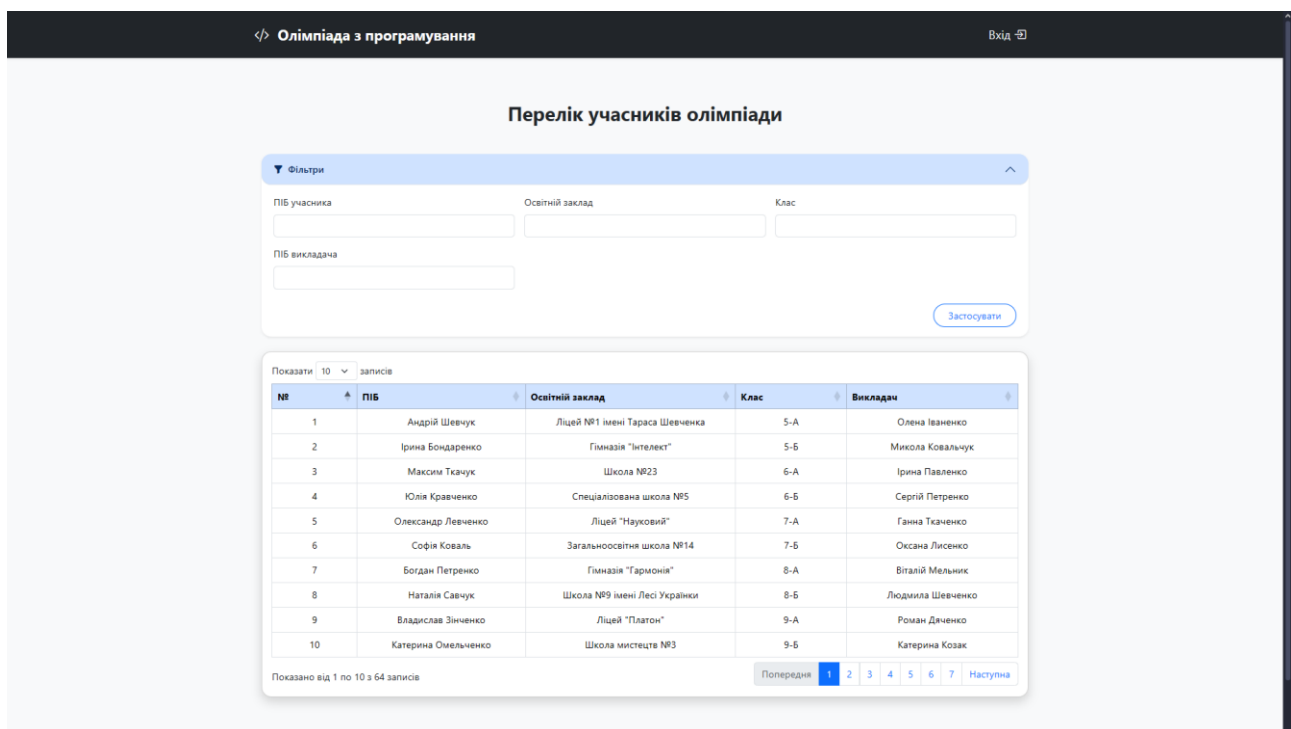 </> Олімпіада з програмування Вхід
Перелік учасників олімпіади
Фільтри
ПІБ учасника Освітній заклад Клас
ПІБ викладача
Застосувати
Показати 10 записів
№ ПІБ Освітній заклад Клас Викладач
1 Андрій Шевчук Ліцей №1 імені Тараса Шевченка 5-А Олена Іваненко
2 Ірина Бондаренко Гімназія "Інтелект" 5-Б Микола Ковальчук
3 Максим Ткачук Школа №23 6-А Ірина Павленко
4 Юлія Кравченко Спеціалізована школа №5 6-Б Сергій Петренко
5 Олександр Левченко Ліцей "Науковий" 7-А Ганна Ткаченко
6 Софія Коваль Загальноосвітня школа №14 7-Б Оксана Лисенко
7 Богдан Петренко Гімназія "Гармонія" 8-А Віталій Мельник
8 Наталія Савчук Школа №9 імені Лесі Українки 8-Б Людмила Шевченко
9 Владислав Зінченко Ліцей "Платон" 9-А Роман Дяченко
10 Катерина Омельченко Школа мистецтв №3 9-Б Катерина Козак
Показано від 1 по 10 з 64 записів Попередня 1 2 3 4 5 6 7 Наступна